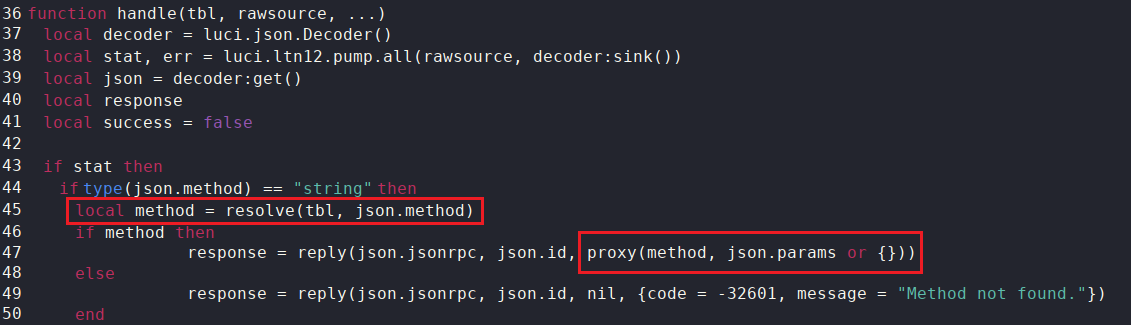 36 function handle(tbl, rawsource, ...)
37 local decoder = luci.json.Decoder()
38 local stat, err = luci.ltn12.pump.all(rawsource, decoder:sink())
39 local json = decoder:get()
40 local response
41 local success = false
42
43 if stat then
44 if type(json.method) == "string" then
45 local method = resolve(tbl, json.method)
46 if method then
47 response = reply(json.jsonrpc, json.id, proxy(method, json.params or {}))
48 else
49 response = reply(json.jsonrpc, json.id, nil, {code = -32601, message = "Method not found."})
50 end